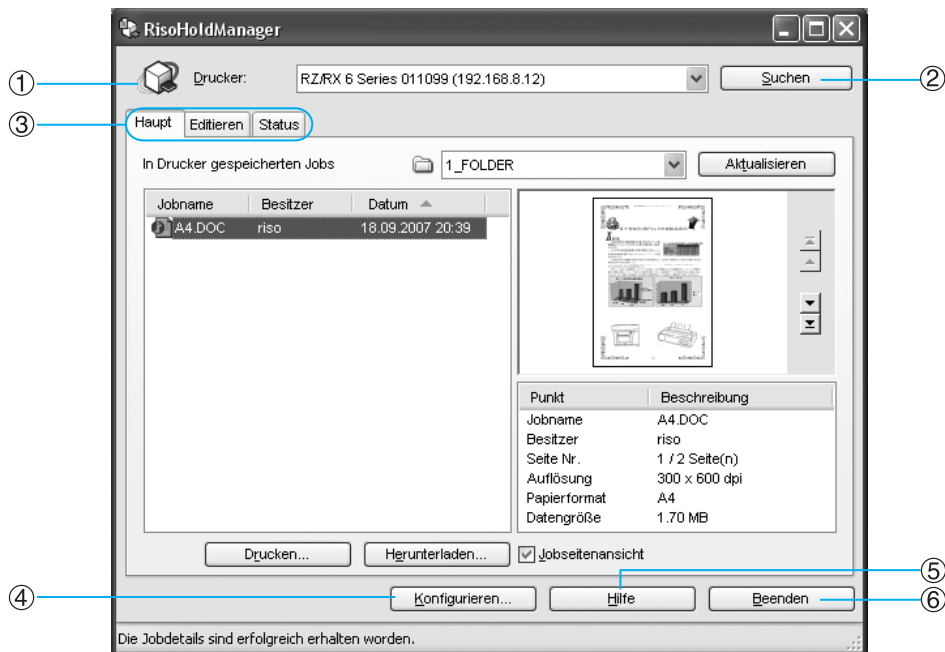 RisoHoldManager
① Drucker: RZ/RX 6 Series 011099 (192.168.8.12) Suchen ②
③ Haupt Editieren Status
In Drucker gespeicherten Jobs 1_FOLDER Aktualisieren
Jobname Besitzer Datum
A4.DOC riso 18.09.2007 20:39
Punkt Beschreibung
Jobname A4.DOC
Besitzer riso
Seite Nr. 1 / 2 Seite(n)
Auflösung 300 x 600 dpi
Papierformat A4
Datengröße 1.70 MB
Drucken... Herunterladen... Jobseitenansicht
④ Konfigurieren... Hilfe ⑤ Beenden ⑥
Die Jobdetails sind erfolgreich erhalten worden.